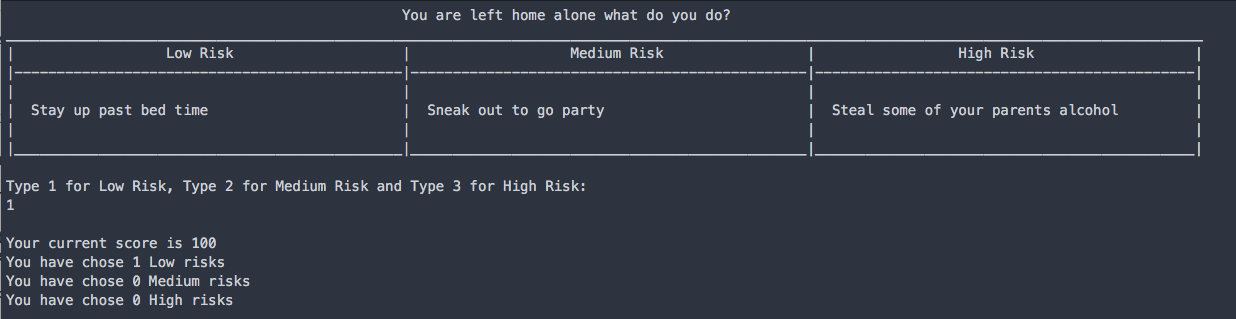 You are left home alone what do you do?
Low Risk Medium Risk High Risk
Stay up past bed time Sneak out to go party Steal some of your parents alcohol
Type 1 for Low Risk, Type 2 for Medium Risk and Type 3 for High Risk:
1
Your current score is 100
You have chose 1 Low risks
You have chose 0 Medium risks
You have chose 0 High risks